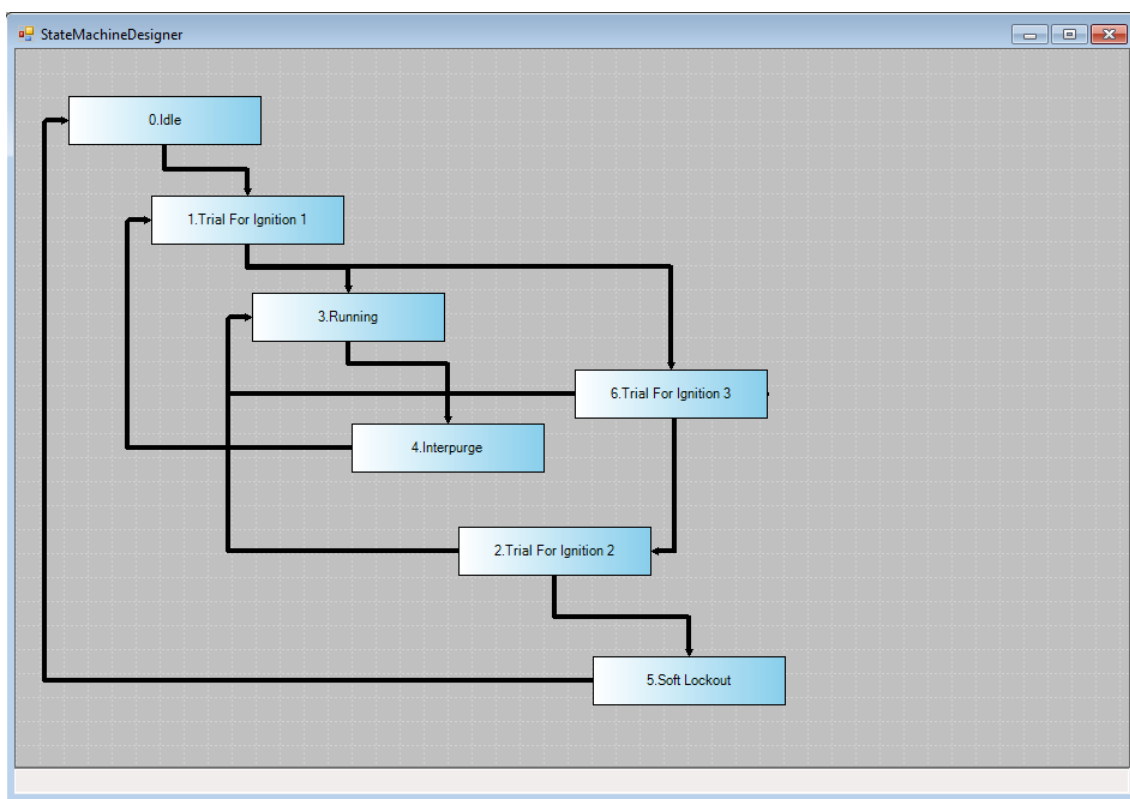 StateMachineDesigner
0.Idle
1.Trial For Ignition 1
3.Running
6.Trial For Ignition 3
4.Interpurge
2.Trial For Ignition 2
5.Soft Lockout